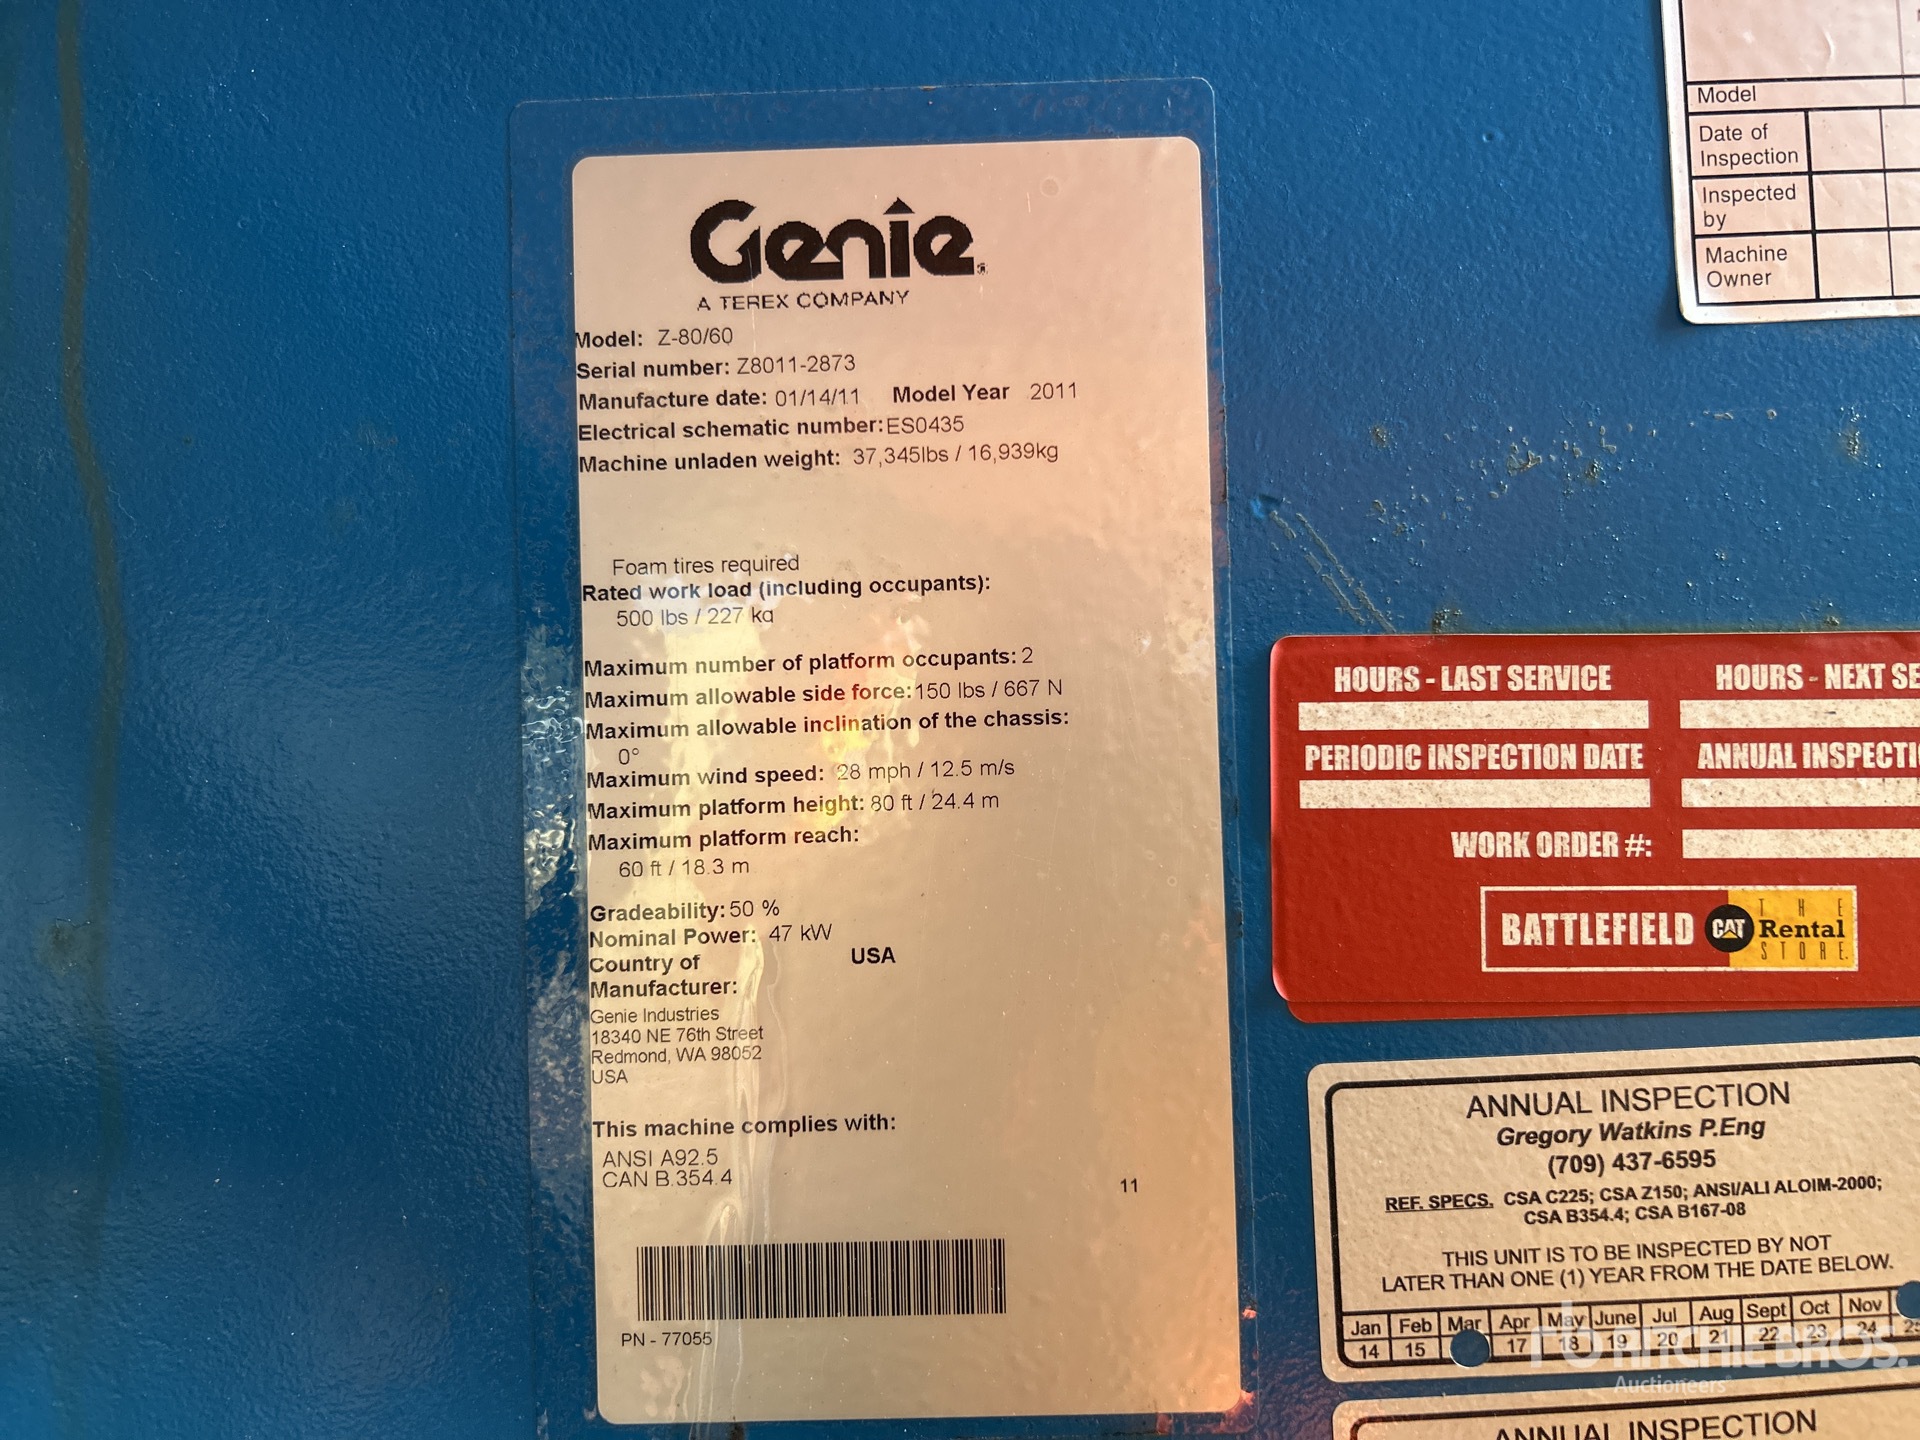 Genie
A TEREX COMPANY
Model: Z-80/60
Serial number: Z8011-2873
Manufacture date: 01/14/11 Model Year 2011
Electrical schematic number: ES0435
Machine unladen weight: 37,345lbs / 16,939kg
Foam tires required
Rated work load (including occupants):
500 lbs / 227 kg
Maximum number of platform occupants: 2
Maximum allowable side force: 150 lbs / 667 N
Maximum allowable inclination of the chassis:
0°
Maximum wind speed: 28 mph / 12.5 m/s
Maximum platform height: 80 ft / 24.4 m
Maximum platform reach:
60 ft / 18.3 m
Gradeability: 50 %
Nominal Power: 47 kW
Country of USA
Manufacturer:
Genie Industries
18340 NE 76th Street
Redmond, WA 98052
USA
This machine complies with:
ANSI A92.5
CAN B.354.4
11
PN - 77055
Model
Date of
Inspection
Inspected
by
Machine
Owner
HOURS - LAST SERVICE HOURS - NEXT SE
PERIODIC INSPECTION DATE ANNUAL INSPECTI
WORK ORDER #:
BATTLEFIELD CAT THE Rental STORE
ANNUAL INSPECTION
Gregory Watkins P.Eng
(709) 437-6595
REF. SPECS. CSA C225; CSA Z150; ANSI/ALI ALOIM-2000;
CSA B354.4; CSA B167-08
THIS UNIT IS TO BE INSPECTED BY NOT
LATER THAN ONE (1) YEAR FROM THE DATE BELOW.
Jan Feb Mar Apr May June Jul Aug Sept Oct Nov
14 15 17 18 19 20 21 22 23 24 25
RITCHIE BROS.
Auctioneers
ANNUAL INSPECTION